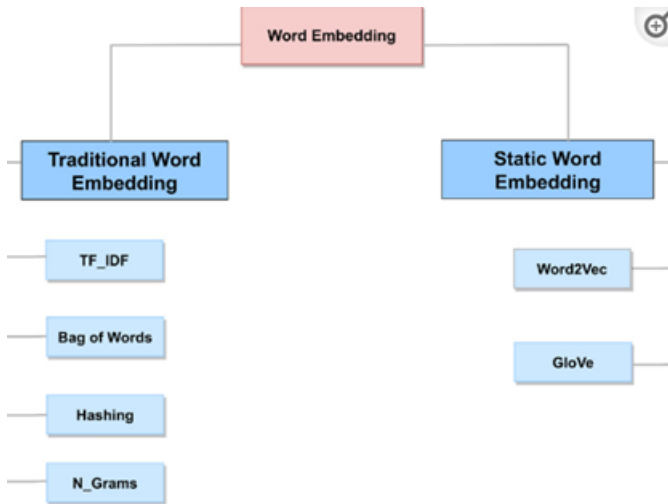 Word Embedding
Traditional Word
Embedding
Static Word
Embedding
TF_IDF
Word2Vec
Bag of Words
GloVe
Hashing
N_Grams